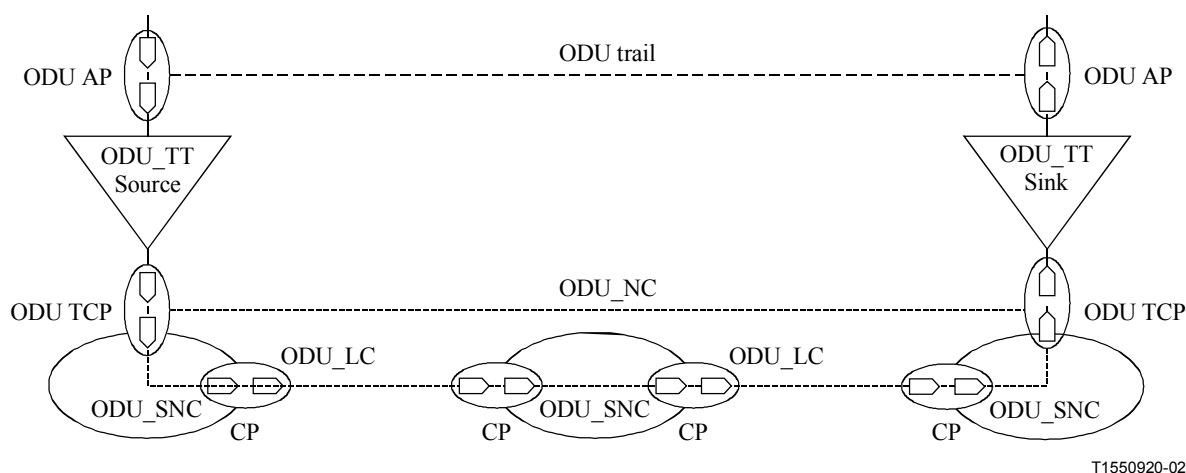 ODU trail
ODU AP
ODU AP
ODU_TT
Source
ODU_TT
Sink
ODU_NC
ODU TCP
ODU TCP
ODU_LC
ODU_LC
ODU_SNC
ODU_SNC
ODU_SNC
CP
CP
CP
CP
T1550920-02